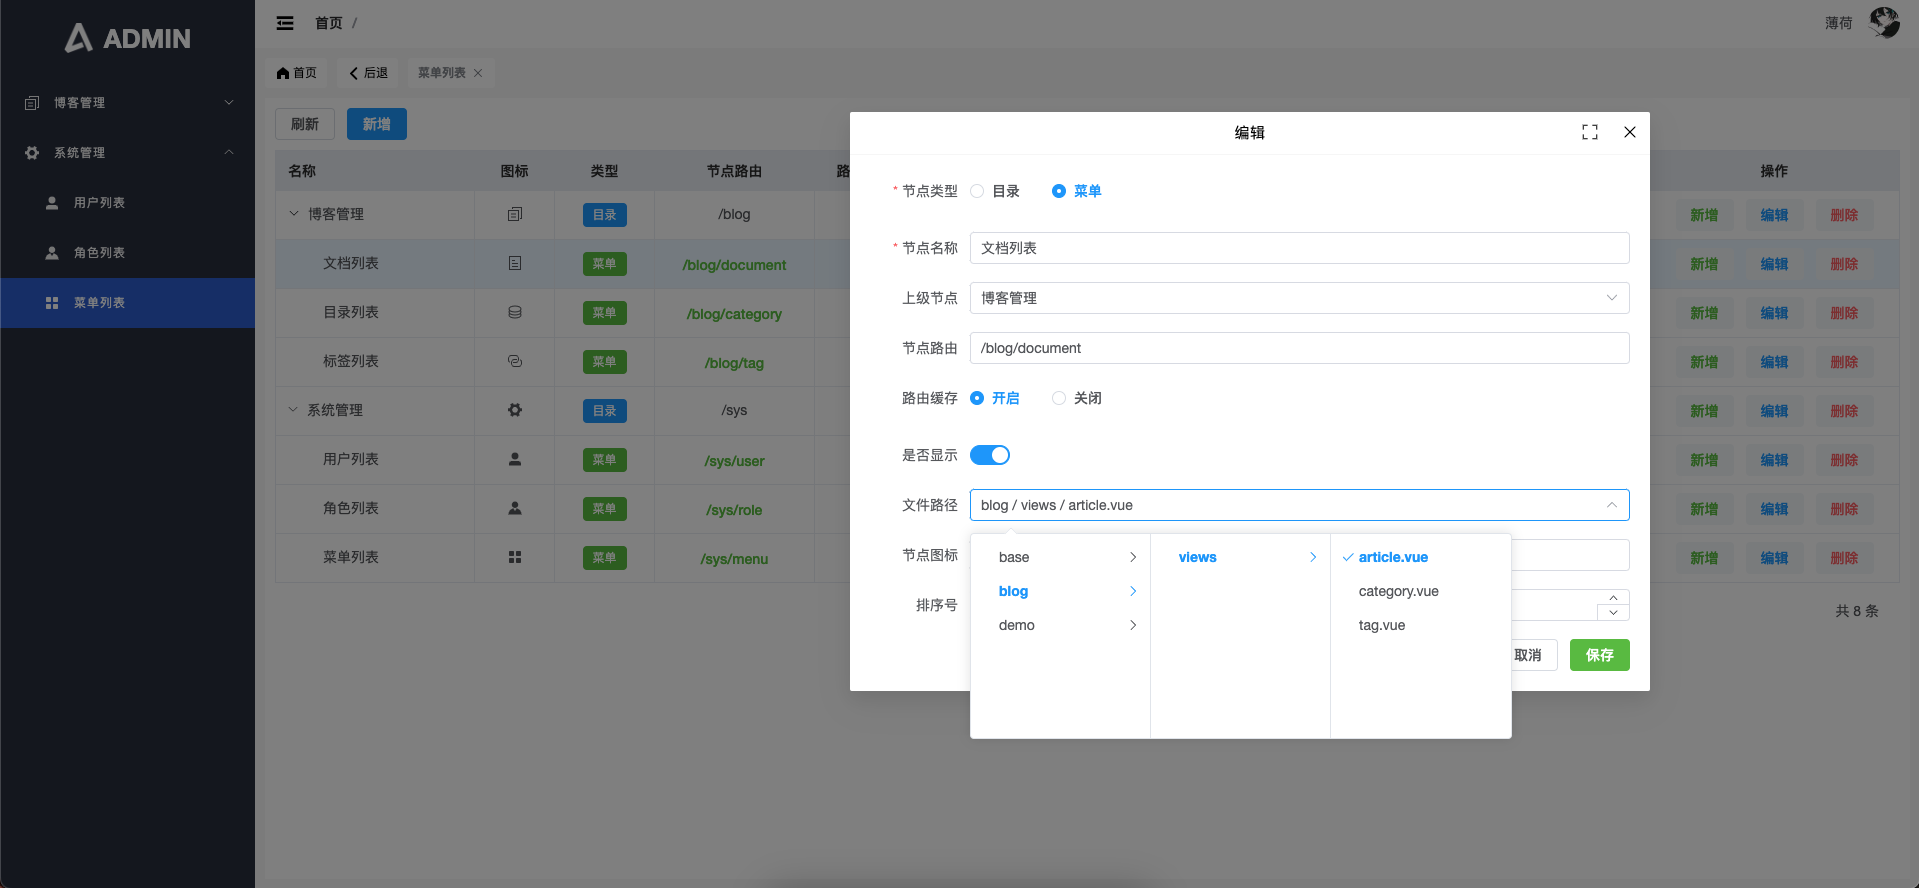 ADMIN
博客管理
系统管理
用户列表
角色列表
菜单列表
首页 /
薄荷
首页
后退
菜单列表
刷新
新增
名称 图标 类型 节点路由 路 操作
博客管理 目录 /blog 新增 编辑 删除
文档列表 菜单 /blog/document 新增 编辑 删除
目录列表 菜单 /blog/category 新增 编辑 删除
标签列表 菜单 /blog/tag 新增 编辑 删除
系统管理 目录 /sys 新增 编辑 删除
用户列表 菜单 /sys/user 新增 编辑 删除
角色列表 菜单 /sys/role 新增 编辑 删除
菜单列表 菜单 /sys/menu 新增 编辑 删除
共 8 条
编辑
* 节点类型 目录 菜单
* 节点名称 文档列表
上级节点 博客管理
节点路由 /blog/document
路由缓存 开启 关闭
是否显示
文件路径 blog / views / article.vue
节点图标
排序号
base
blog
demo
views
article.vue
category.vue
tag.vue
取消
保存